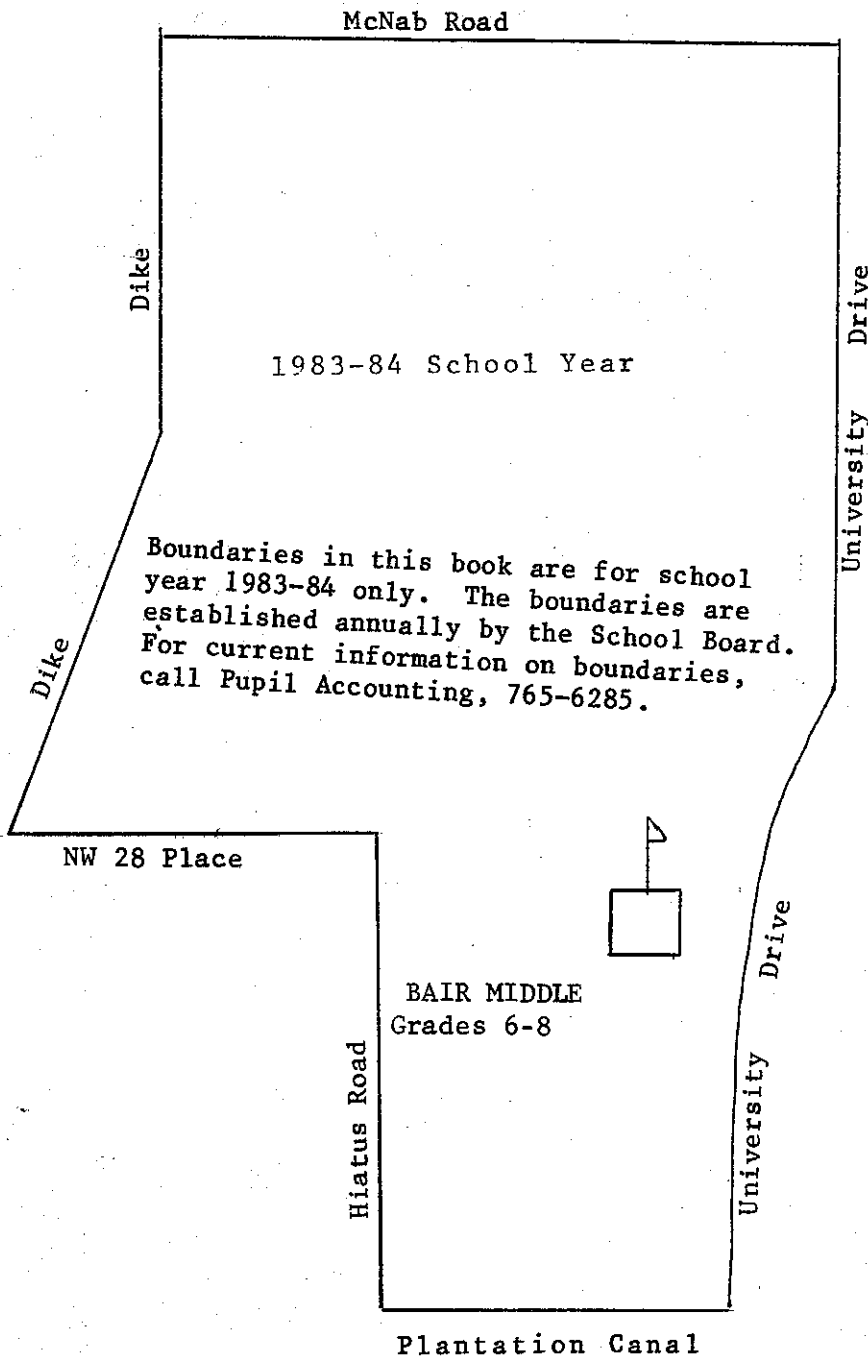 McNab Road
Dike
University Drive
1983-84 School Year
Boundaries in this book are for school
year 1983-84 only. The boundaries are
established annually by the School Board.
For current information on boundaries,
call Pupil Accounting, 765-6285.
Dike
NW 28 Place
BAIR MIDDLE
Grades 6-8
Hiatus Road
University Drive
Plantation Canal